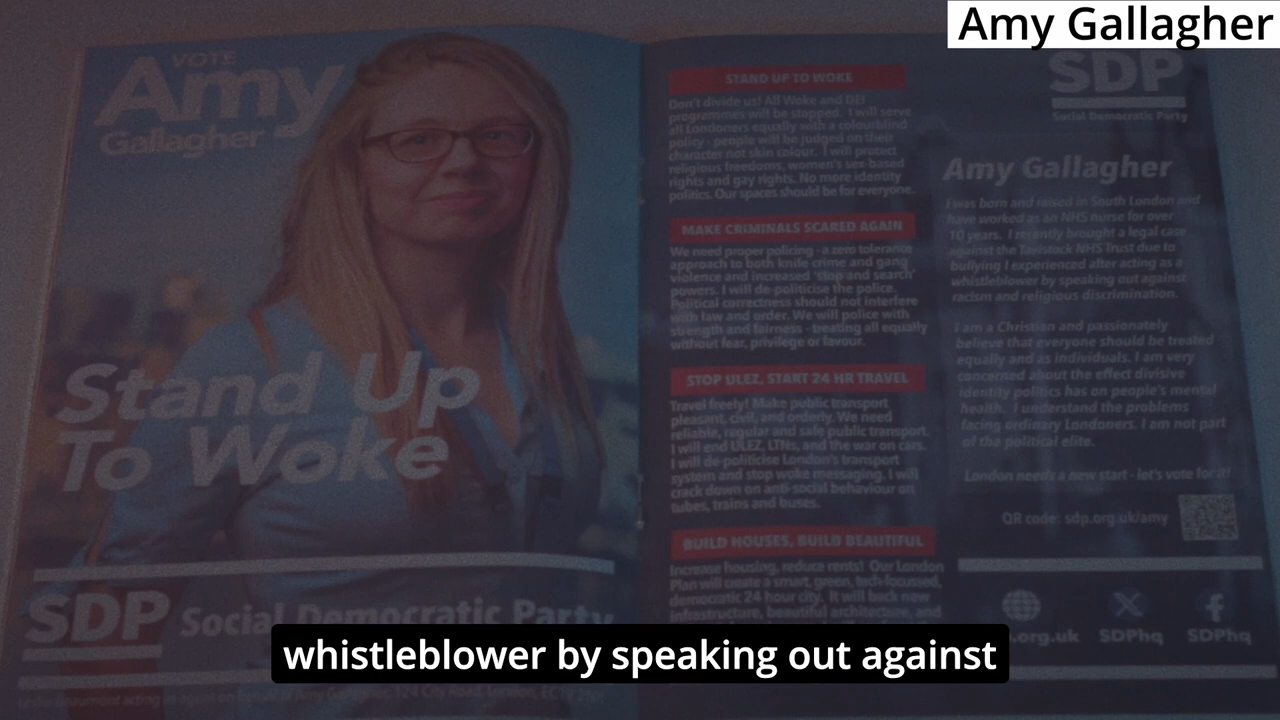 Amy Gallagher
VOTE
Amy
Gallagher
Stand Up
To Woke
SDP Social Democratic Party
STAND UP TO WOKE
Don't divide us! All Woke and DEI
programmes will be stopped. I will serve
all Londoners equally with a colourblind
policy - people will be judged on their
character not skin colour. I will protect
religious freedoms, women's sex-based
rights and gay rights. No more identity
politics. Our spaces should be for everyone.
MAKE CRIMINALS SCARED AGAIN
We need proper policing - a zero tolerance
approach to both knife crime and gang
violence and increased 'stop and search'
powers. I will de-politicise the police.
Political correctness should not interfere
with law and order. We will police with
strength and fairness - treating all equally
without fear, privilege or favour.
STOP ULEZ, START 24 HR TRAVEL
Travel freely! Make public transport
pleasant, civil, and orderly. We need
reliable, regular and safe public transport.
I will end ULEZ, LTNs, and the war on cars.
I will de-politicise London's transport
system and stop woke messaging. I will
crack down on anti-social behaviour on
tubes, trains and buses.
BUILD HOUSES, BUILD BEAUTIFUL
Increase housing, reduce rents! Our London
Plan will create a smart, green, tech-focussed,
democratic 24 hour city. It will back new
infrastructure, beautiful architecture, and
SDP
Social Democratic Party
Amy Gallagher
I was born and raised in South London and
have worked as an NHS nurse for over
10 years. I recently brought a legal case
against the Tavistock NHS Trust due to
bullying I experienced after acting as a
whistleblower by speaking out against
racism and religious discrimination.
I am a Christian and passionately
believe that everyone should be treated
equally and as individuals. I am very
concerned about the effect divisive
identity politics has on people's mental
health. I understand the problems
facing ordinary Londoners. I am not part
of the political elite.
London needs a new start - let's vote for it!
QR code: sdp.org.uk/amy
.org.uk SDPhq SDPhq
whistleblower by speaking out against